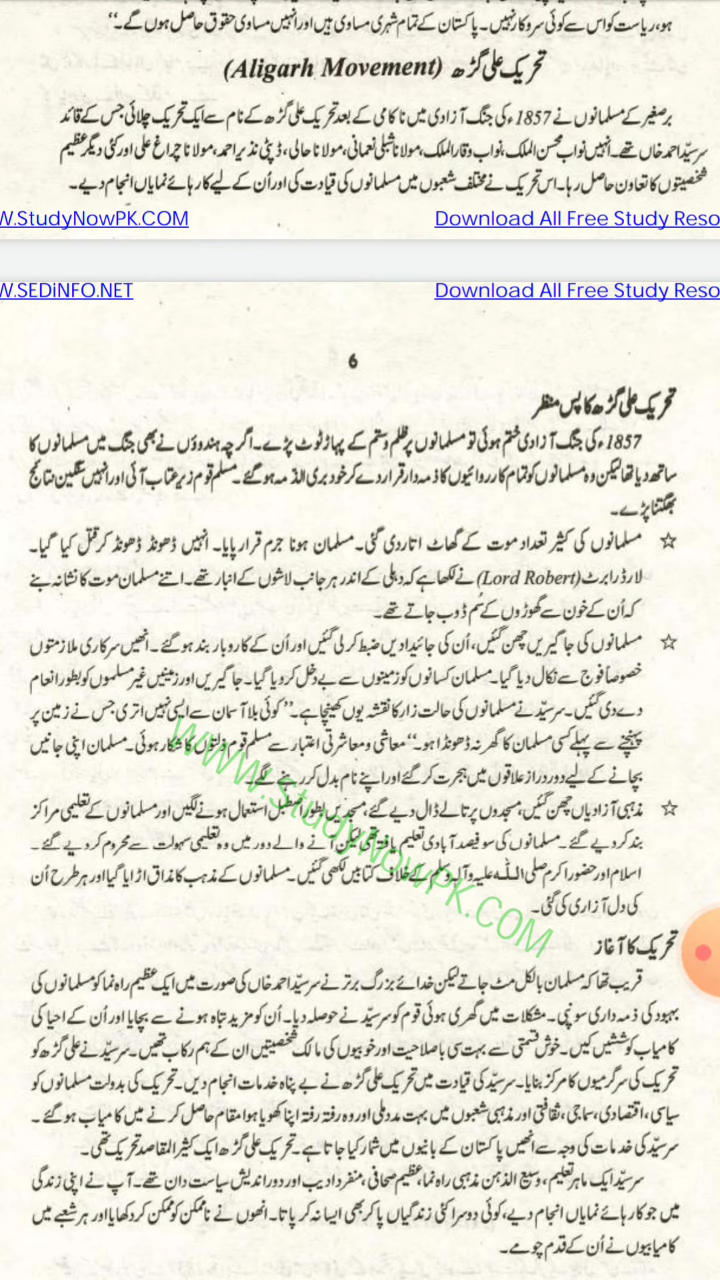 ہو، ریاست کو اس سے کوئی سروکار نہیں۔ پاکستان کے تمام شہری مساوی ہیں اور انہیں مساوی حقوق حاصل ہوں گے۔‘‘
تحریک علی گڑھ (Aligarh Movement)
برصغیر کے مسلمانوں نے 1857ء کی جنگ آزادی میں ناکامی کے بعد تحریک علی گڑھ کے نام سے ایک تحریک چلائی جس کے قائد
سرسیّد احمد خاں تھے۔ انہیں نواب محسن الملک، نواب وقار الملک، مولانا شبلی نعمانی، مولانا حالی، ڈپٹی نذیر احمد، مولانا چراغ علی اور کئی دیگر عظیم
شخصیتوں کا تعاون حاصل رہا۔ اس تحریک نے مختلف شعبوں میں مسلمانوں کی قیادت کی اور اُن کے لیے کارہائے نمایاں انجام دیے۔
W.StudyNowPK.COM Download All Free Study Reso
W.SEDiNFO.NET Download All Free Study Reso
6
تحریک علی گڑھ کا پس منظر
1857ء کی جنگ آزادی ختم ہوئی تو مسلمانوں پر ظلم و ستم کے پہاڑ ٹوٹ پڑے۔ اگرچہ ہندوؤں نے بھی جنگ میں مسلمانوں کا
ساتھ دیا تھا لیکن وہ مسلمانوں کو تمام کارروائیوں کا ذمہ دار قرار دے کر خود بری الذمہ ہو گئے۔ مسلم قوم زیر عتاب آئی اور انہیں سنگین نتائج
بھگتنا پڑے۔
☆ مسلمانوں کی کثیر تعداد موت کے گھاٹ اتار دی گئی۔ مسلمان ہونا جرم قرار پایا۔ انہیں ڈھونڈ ڈھونڈ کر قتل کیا گیا۔
لارڈ رابرٹ (Lord Robert) نے لکھا ہے کہ دہلی کے اندر ہر جانب لاشوں کے انبار تھے۔ اتنے مسلمان موت کا نشانہ بنے
کہ اُن کے خون سے گھوڑوں کے سُم ڈوب جاتے تھے۔
☆ مسلمانوں کی جاگیریں چھن گئیں، اُن کی جائیدادیں ضبط کر لی گئیں اور اُن کے کاروبار بند ہو گئے۔ انھیں سرکاری ملازمتوں
خصوصاً فوج سے نکال دیا گیا۔ مسلمان کسانوں کو زمینوں سے بے دخل کر دیا گیا۔ جاگیریں اور زمینیں غیر مسلموں کو بطور انعام
دے دی گئیں۔ سرسیّد نے مسلمانوں کی حالت زار کا نقشہ یوں کھینچا ہے۔ ’’کوئی بلا آسمان سے ایسی نہیں اتری جس نے زمین پر
پہنچنے سے پہلے کسی مسلمان کا گھر نہ ڈھونڈا ہو۔‘‘ معاشی و معاشرتی اعتبار سے مسلم قوم ذلتوں کا شکار ہوئی۔ مسلمان اپنی جانیں
بچانے کے لیے دور دراز علاقوں میں ہجرت کر گئے اور اپنے نام بدل کر رہنے لگے۔
☆ مذہبی آزادیاں چھن گئیں، مسجدوں پر تالے ڈال دیے گئے، مسجدیں بطور اصطبل استعمال ہونے لگیں اور مسلمانوں کے تعلیمی مراکز
بند کر دیے گئے۔ مسلمانوں کی سو فیصد آبادی تعلیم یافتہ تھی لیکن آنے والے دور میں وہ تعلیمی سہولت سے محروم کر دیے گئے۔
اسلام اور حضور اکرم صلی اللہ علیہ وآلہ وسلم کے خلاف کتابیں لکھی گئیں۔ مسلمانوں کے مذہب کا مذاق اڑایا گیا اور ہر طرح اُن
کی دل آزاری کی گئی۔
WWW.StudyNowPK.COM
تحریک کا آغاز
قریب تھا کہ مسلمان بالکل مٹ جاتے لیکن خدائے بزرگ برتر نے سرسیّد احمد خاں کی صورت میں ایک عظیم راہ نما کو مسلمانوں کی
بہبود کی ذمہ داری سونپی۔ مشکلات میں گھری ہوئی قوم کو سرسیّد نے حوصلہ دیا۔ اُن کو مزید تباہ ہونے سے بچایا اور اُن کے احیا کی
کامیاب کوششیں کیں۔ خوش قسمتی سے بہت سی باصلاحیت اور خوبیوں کی مالک شخصیتیں ان کے ہم رکاب تھیں۔ سرسیّد نے علی گڑھ کو
تحریک کی سرگرمیوں کا مرکز بنایا۔ سرسیّد کی قیادت میں تحریک علی گڑھ نے بے پناہ خدمات انجام دیں۔ تحریک کی بدولت مسلمانوں کو
سیاسی، اقتصادی، سماجی، ثقافتی اور مذہبی شعبوں میں بہت مدد ملی اور وہ رفتہ رفتہ اپنا کھویا ہوا مقام حاصل کرنے میں کامیاب ہو گئے۔
سرسیّد کی خدمات کی وجہ سے انھیں پاکستان کے بانیوں میں شمار کیا جاتا ہے۔ تحریک علی گڑھ ایک کثیر المقاصد تحریک تھی۔
سرسیّد ایک ماہر تعلیم، وسیع الذہن مذہبی راہ نما، عظیم صحافی، منفرد ادیب اور دور اندیش سیاست دان تھے۔ آپ نے اپنی زندگی
میں جو کارہائے نمایاں انجام دیے، کوئی دوسرا کئی زندگیاں پا کر بھی ایسا نہ کر پاتا۔ انھوں نے ناممکن کو ممکن کر دکھایا اور ہر شعبے میں
کامیابیوں نے اُن کے قدم چومے۔